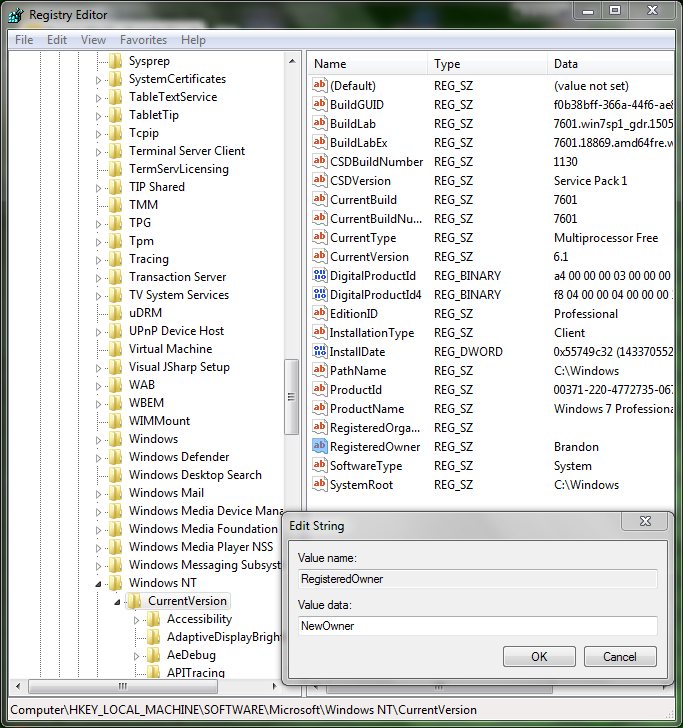 Registry Editor
File Edit View Favorites Help
Sysprep
SystemCertificates
TableTextService
TabletTip
Tcpip
Terminal Server Client
TermServLicensing
TIP Shared
TMM
TPG
Tpm
Tracing
Transaction Server
TV System Services
uDRM
UPnP Device Host
Virtual Machine
Visual JSharp Setup
WAB
WBEM
WIMMount
Windows
Windows Defender
Windows Desktop Search
Windows Mail
Windows Media Device Mana
Windows Media Foundation
Windows Media Player NSS
Windows Messaging Subsyst
Windows NT
CurrentVersion
Accessibility
AdaptiveDisplayBright
AeDebug
APITracing
Name Type Data
(Default) REG_SZ (value not set)
BuildGUID REG_SZ f0b38bff-366a-44f6-ae8
BuildLab REG_SZ 7601.win7sp1_gdr.1505
BuildLabEx REG_SZ 7601.18869.amd64fre.w
CSDBuildNumber REG_SZ 1130
CSDVersion REG_SZ Service Pack 1
CurrentBuild REG_SZ 7601
CurrentBuildNu... REG_SZ 7601
CurrentType REG_SZ Multiprocessor Free
CurrentVersion REG_SZ 6.1
DigitalProductId REG_BINARY a4 00 00 00 03 00 00 00
DigitalProductId4 REG_BINARY f8 04 00 00 04 00 00 00
EditionID REG_SZ Professional
InstallationType REG_SZ Client
InstallDate REG_DWORD 0x55749c32 (143370552
PathName REG_SZ C:\Windows
ProductId REG_SZ 00371-220-4772735-067
ProductName REG_SZ Windows 7 Professiona
RegisteredOrga... REG_SZ
RegisteredOwner REG_SZ Brandon
SoftwareType REG_SZ System
SystemRoot REG_SZ C:\Windows
Edit String
Value name:
RegisteredOwner
Value data:
NewOwner
OK Cancel
Computer\HKEY_LOCAL_MACHINE\SOFTWARE\Microsoft\Windows NT\CurrentVersion